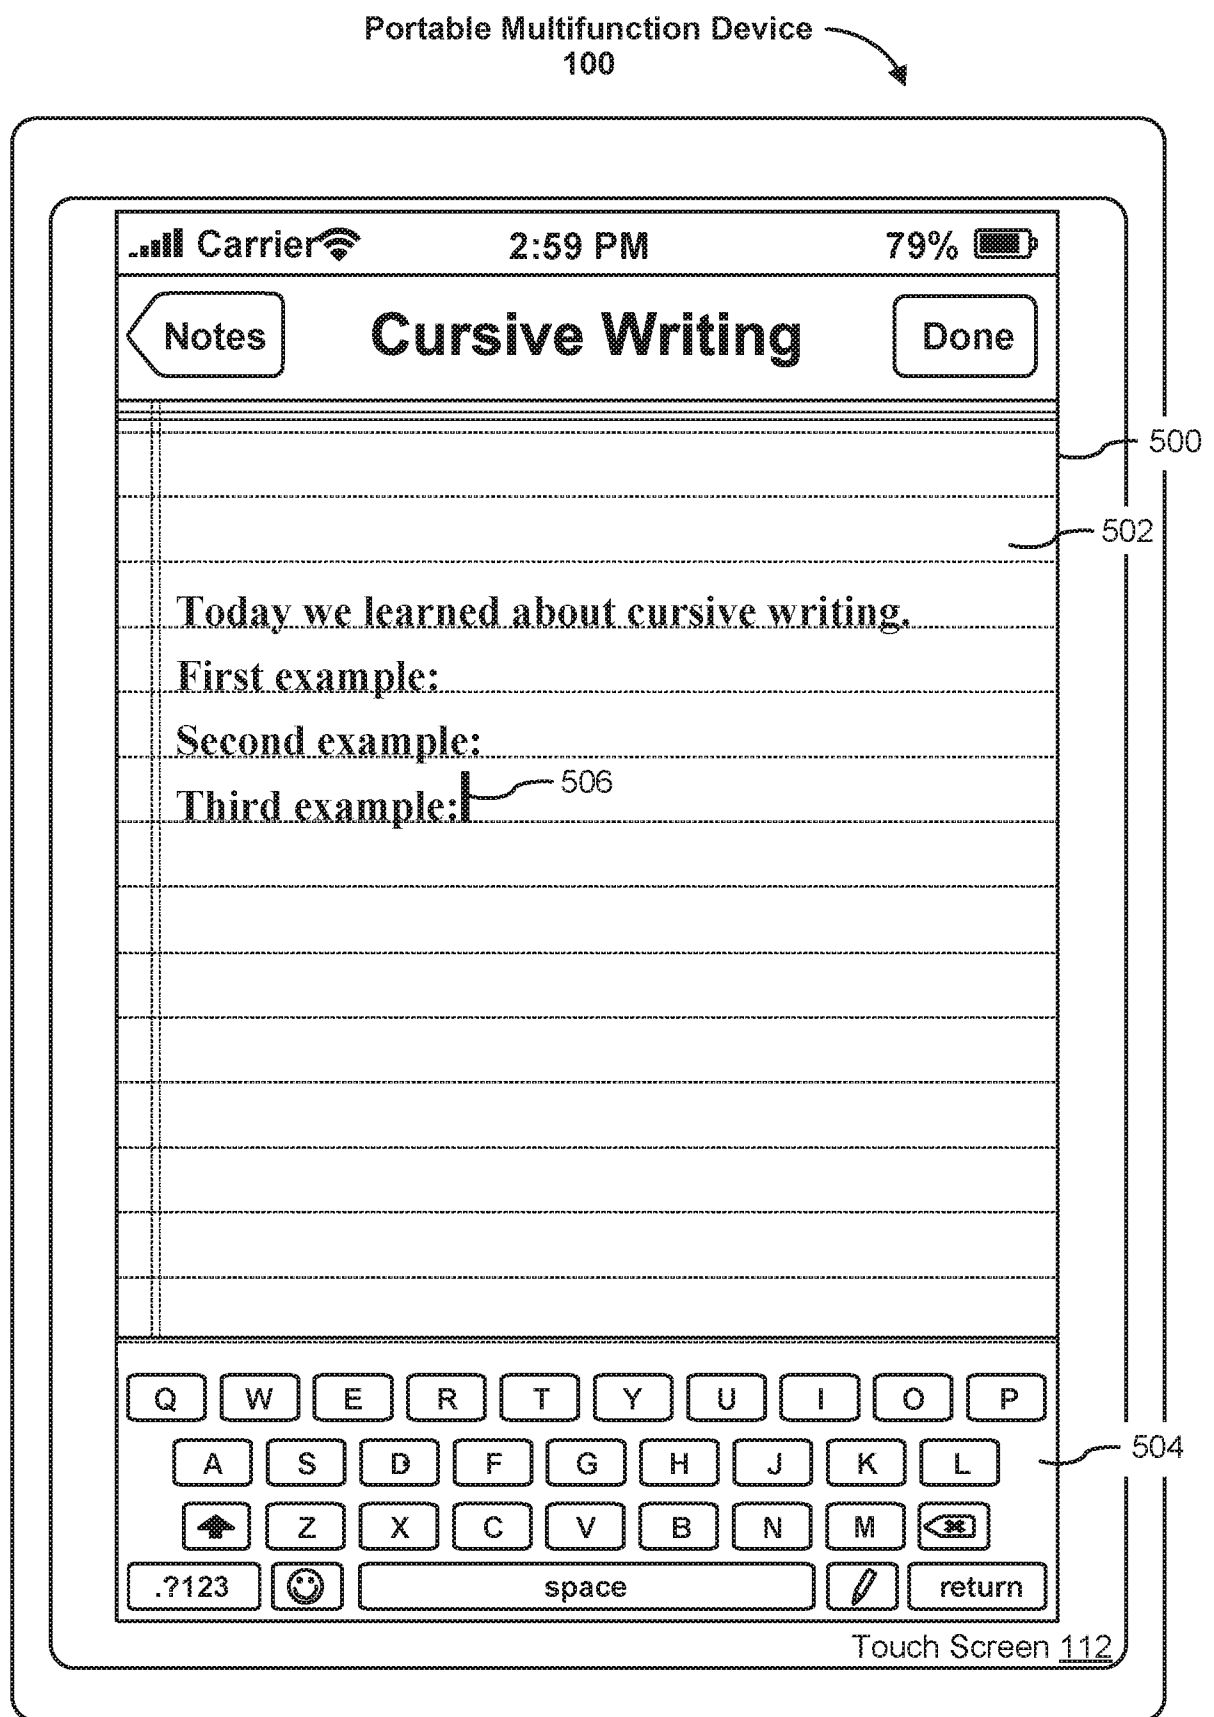 Portable Multifunction Device
100
Carrier 2:59 PM 79%
Notes Cursive Writing Done
500
502
Today we learned about cursive writing.
First example:
Second example:
Third example: 506
Q W E R T Y U I O P
A S D F G H J K L
504
Z X C V B N M
.?123 space return
Touch Screen 112